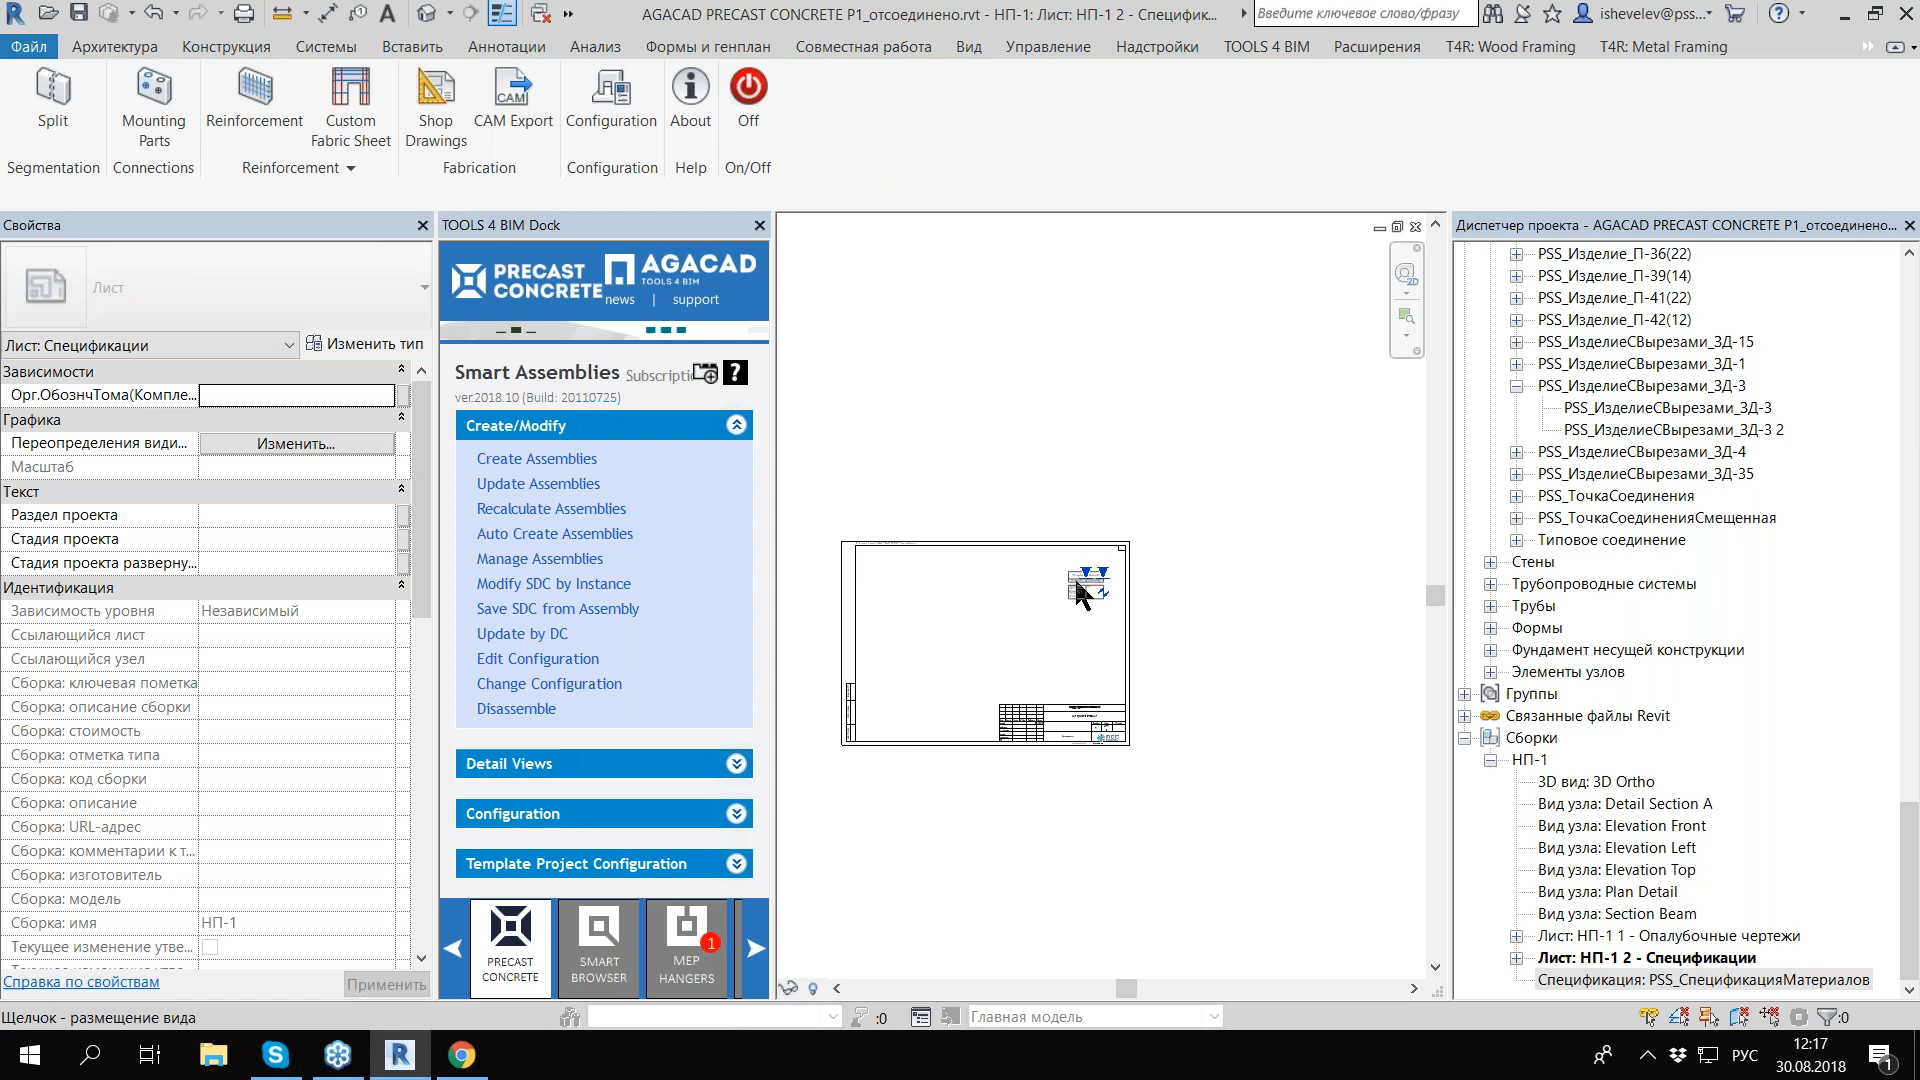 AGACAD PRECAST CONCRETE P1_отсоединено.rvt - НП-1: Лист: НП-1 2 - Специфик...
Введите ключевое слово/фразу
ishevelev@pss...
Файл Архитектура Конструкция Системы Вставить Аннотации Анализ Формы и генплан Совместная работа Вид Управление Надстройки TOOLS 4 BIM Расширения T4R: Wood Framing T4R: Metal Framing
Split
Mounting Parts
Reinforcement
Custom Fabric Sheet
Shop Drawings
CAM
CAM Export
Configuration
About
Off
Segmentation Connections Reinforcement Fabrication Configuration Help On/Off
Свойства
Лист
Лист: Спецификации
Изменить тип
Зависимости
Орг.ОбознчТома(Компле...
Графика
Переопределения види... Изменить...
Масштаб
Текст
Раздел проекта
Стадия проекта
Стадия проекта разверну...
Идентификация
Зависимость уровня Независимый
Ссылающийся лист
Ссылающийся узел
Сборка: ключевая пометка
Сборка: описание сборки
Сборка: стоимость
Сборка: отметка типа
Сборка: код сборки
Сборка: описание
Сборка: URL-адрес
Сборка: комментарии к т...
Сборка: изготовитель
Сборка: модель
Сборка: имя НП-1
Текущее изменение утве...
Справка по свойствам
Применить
TOOLS 4 BIM Dock
PRECAST CONCRETE
AGACAD
TOOLS 4 BIM
news | support
Smart Assemblies Subscripti
?
ver.2018.10 (Build: 20110725)
Create/Modify
Create Assemblies
Update Assemblies
Recalculate Assemblies
Auto Create Assemblies
Manage Assemblies
Modify SDC by Instance
Save SDC from Assembly
Update by DC
Edit Configuration
Change Configuration
Disassemble
Detail Views
Configuration
Template Project Configuration
PRECAST CONCRETE
SMART BROWSER
1
MEP HANGERS
2D
Диспетчер проекта - AGACAD PRECAST CONCRETE P1_отсоединено...
PSS_Изделие_П-36(22)
PSS_Изделие_П-39(14)
PSS_Изделие_П-41(22)
PSS_Изделие_П-42(12)
PSS_ИзделиеСВырезами_3Д-15
PSS_ИзделиеСВырезами_3Д-1
PSS_ИзделиеСВырезами_3Д-3
PSS_ИзделиеСВырезами_3Д-3
PSS_ИзделиеСВырезами_3Д-3 2
PSS_ИзделиеСВырезами_3Д-4
PSS_ИзделиеСВырезами_3Д-35
PSS_ТочкаСоединения
PSS_ТочкаСоединенияСмещенная
Типовое соединение
Стены
Трубопроводные системы
Трубы
Формы
Фундамент несущей конструкции
Элементы узлов
Группы
Связанные файлы Revit
Сборки
НП-1
3D вид: 3D Ortho
Вид узла: Detail Section A
Вид узла: Elevation Front
Вид узла: Elevation Left
Вид узла: Elevation Top
Вид узла: Plan Detail
Вид узла: Section Beam
Лист: НП-1 1 - Опалубочные чертежи
Лист: НП-1 2 - Спецификации
Спецификация: PSS_СпецификацияМатериалов
Щелчок - размещение вида
:0
Главная модель
:0
РУС
12:17
30.08.2018
1